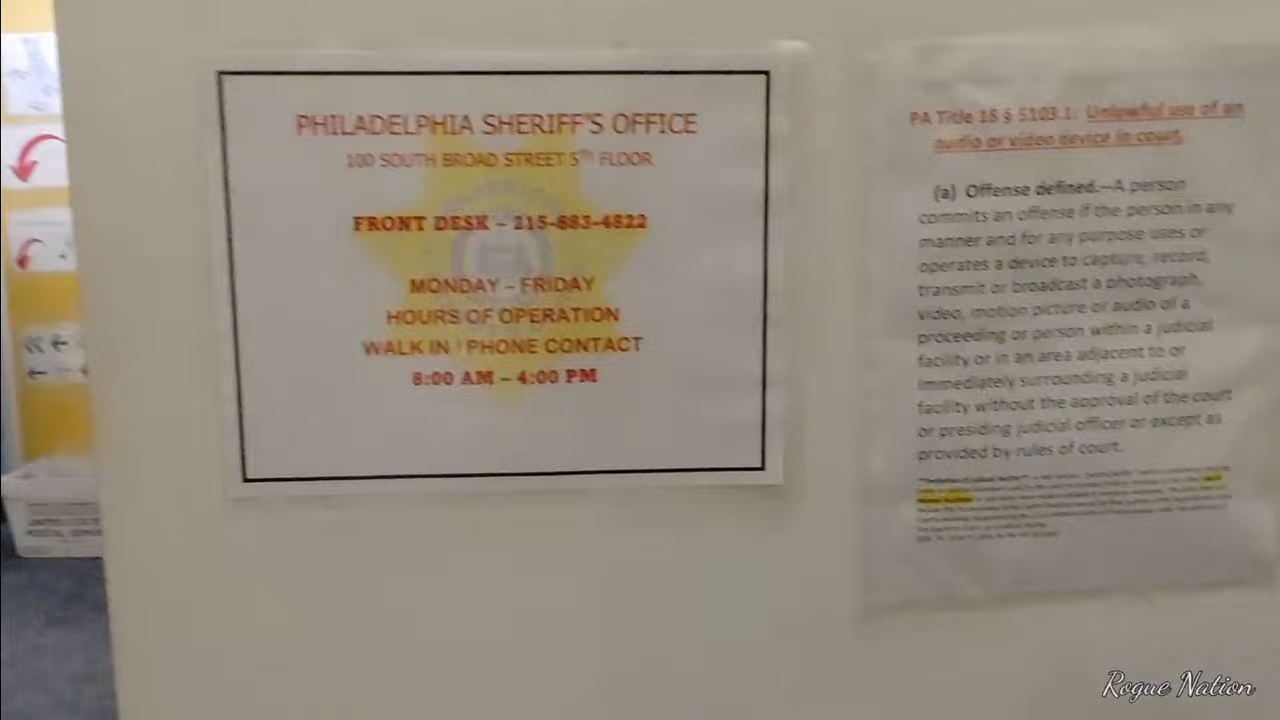 PHILADELPHIA SHERIFF'S OFFICE
100 SOUTH BROAD STREET 5TH FLOOR
FRONT DESK – 215-683-4822
MONDAY – FRIDAY
HOURS OF OPERATION
WALK IN / PHONE CONTACT
8:00 AM – 4:00 PM
PA Title 18 § 5103.1: Unlawful use of an
audio or video device in court.
(a) Offense defined.—A person
commits an offense if the person in any
manner and for any purpose uses or
operates a device to capture, record,
transmit or broadcast a photograph,
video, motion picture or audio of a
proceeding or person within a judicial
facility or in an area adjacent to or
immediately surrounding a judicial
facility without the approval of the court
or presiding judicial officer or except as
provided by rules of court.
Rogue Nation